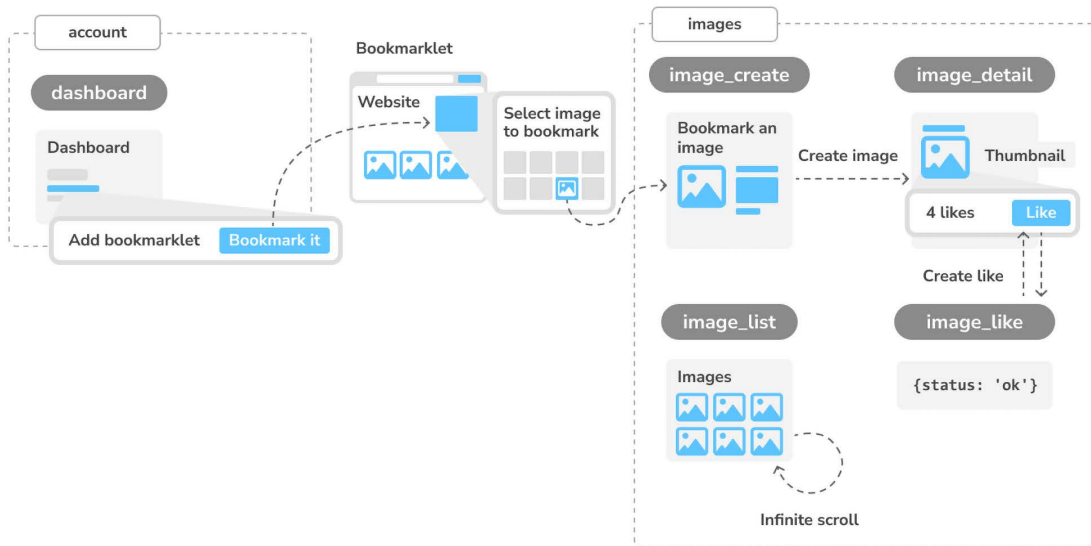 account
dashboard
Dashboard
Add bookmarklet
Bookmark it
Bookmarklet
Website
Select image
to bookmark
images
image_create
Bookmark an
image
Create image
image_detail
Thumbnail
4 likes
Like
Create like
image_list
Images
Infinite scroll
image_like
{status: 'ok'}